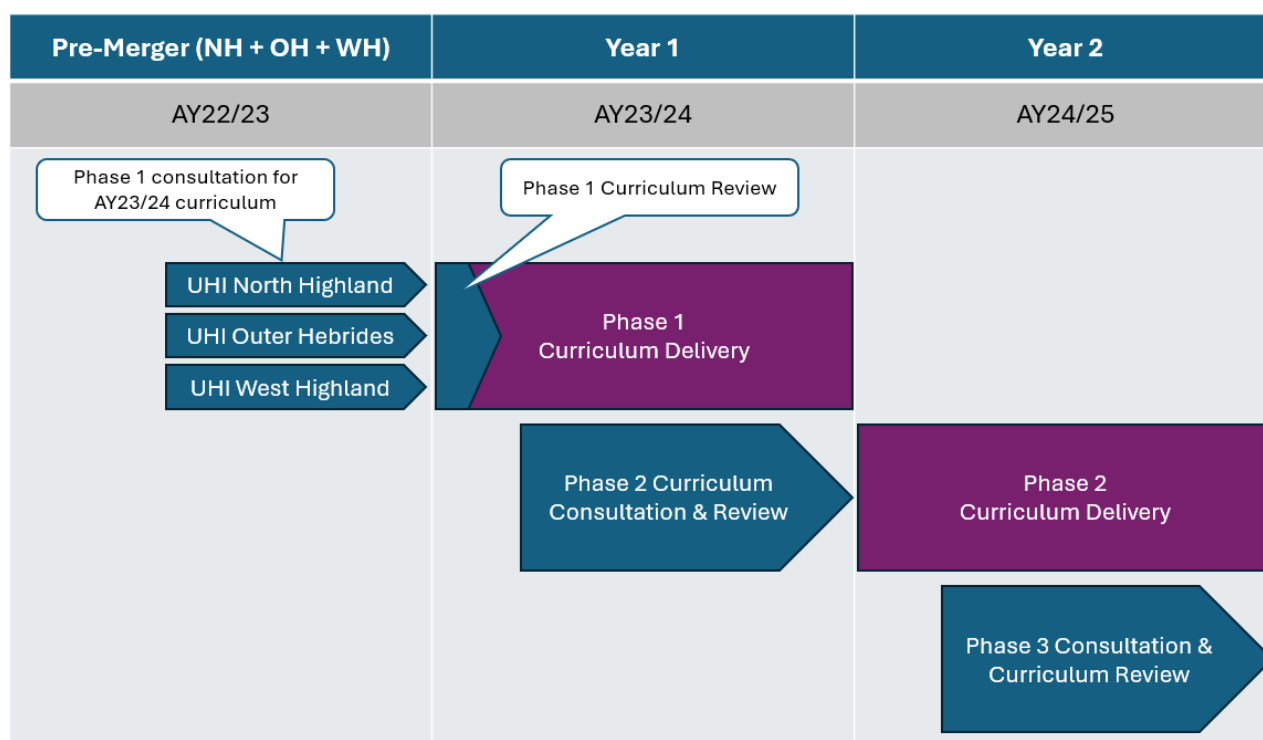 Pre-Merger (NH + OH + WH)
Year 1
Year 2
AY22/23
AY23/24
AY24/25
Phase 1 consultation for
AY23/24 curriculum
Phase 1 Curriculum Review
UHI North Highland
UHI Outer Hebrides
UHI West Highland
Phase 1
Curriculum Delivery
Phase 2 Curriculum
Consultation & Review
Phase 2
Curriculum Delivery
Phase 3 Consultation &
Curriculum Review